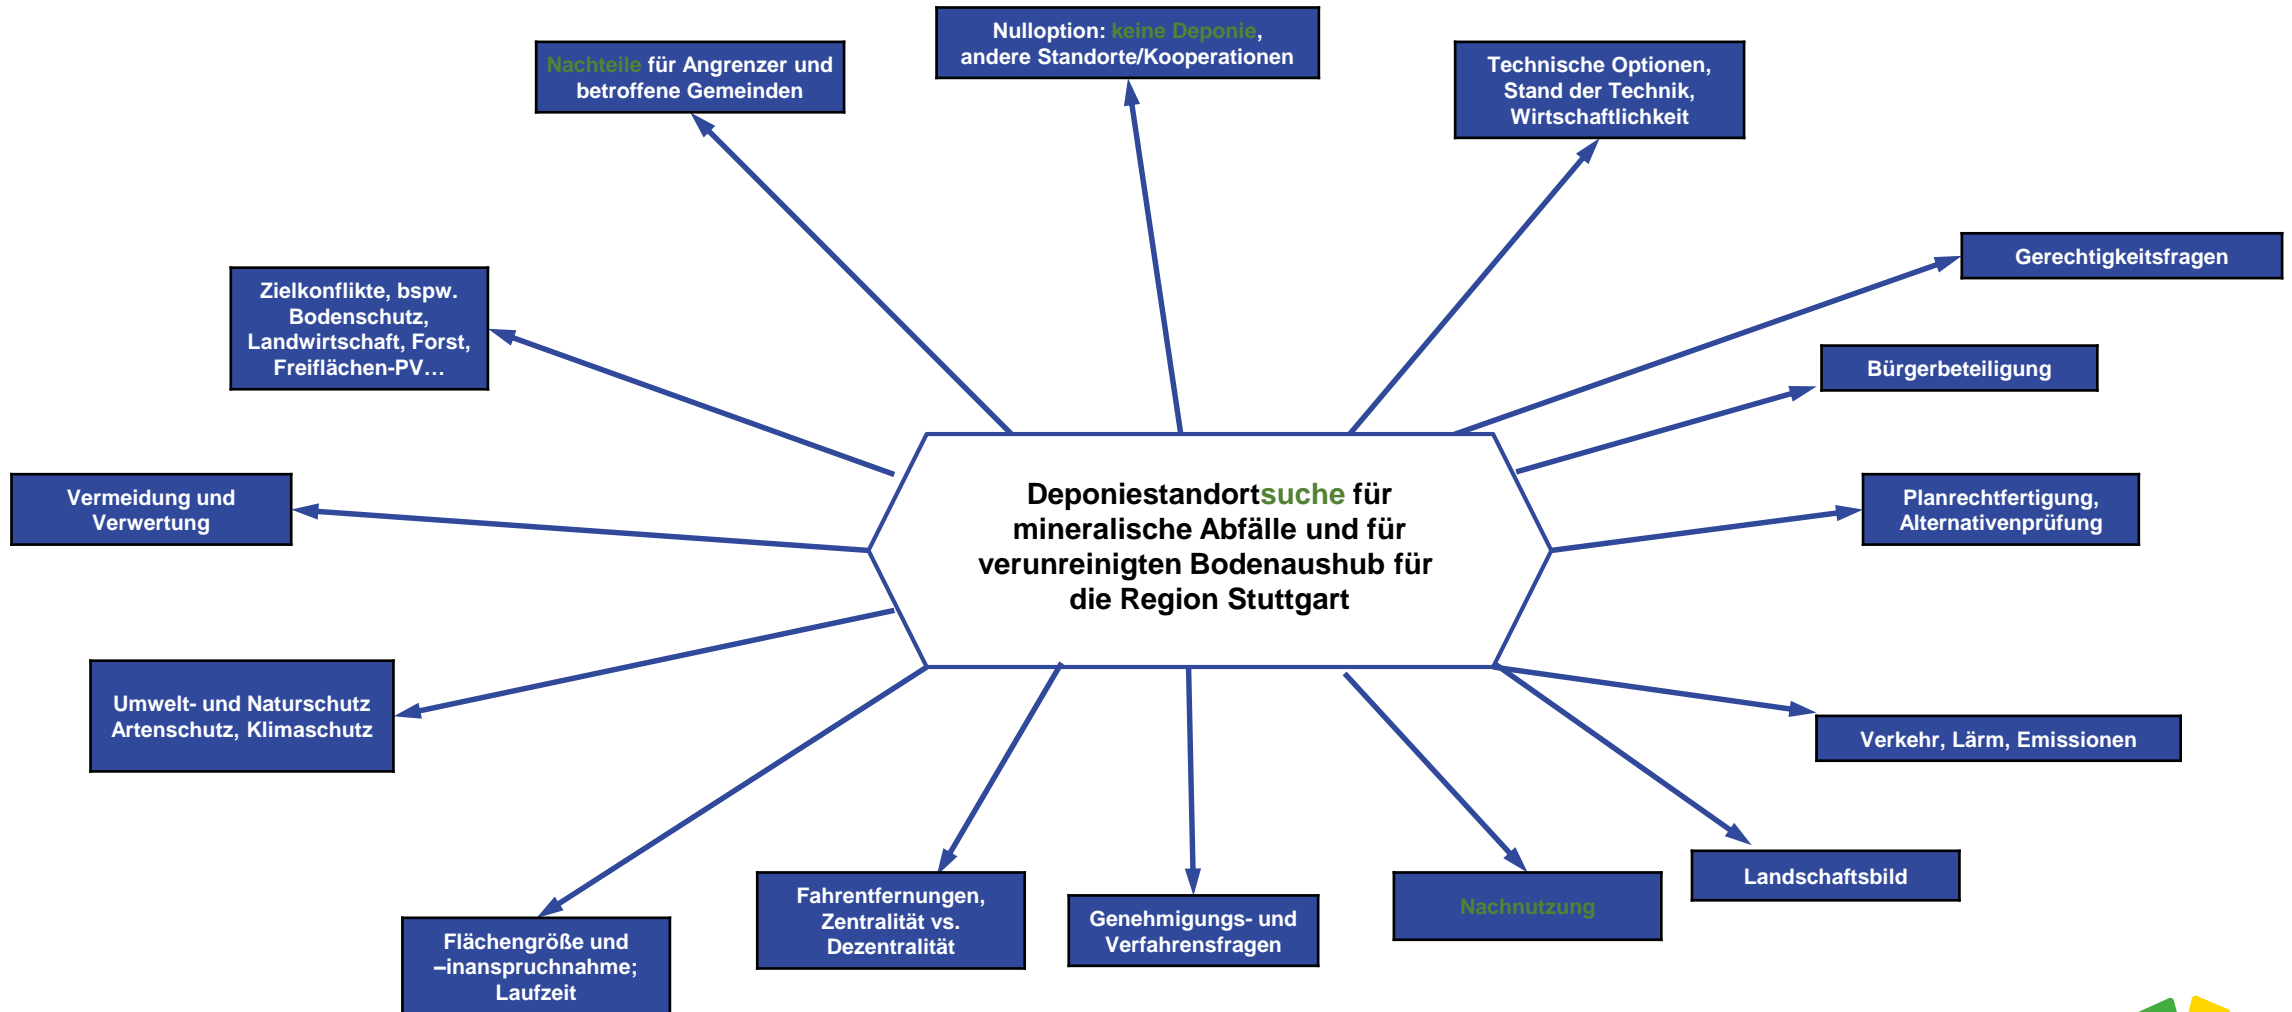 Nulloption: keine Deponie,
andere Standorte/Kooperationen
Nachteile für Angrenzer und
betroffene Gemeinden
Technische Optionen,
Stand der Technik,
Wirtschaftlichkeit
Gerechtigkeitsfragen
Zielkonflikte, bspw.
Bodenschutz,
Landwirtschaft, Forst,
Freiflächen-PV…
Bürgerbeteiligung
Vermeidung und
Verwertung
Deponiestandortsuche für
mineralische Abfälle und für
verunreinigten Bodenaushub für
die Region Stuttgart
Planrechtfertigung,
Alternativenprüfung
Umwelt- und Naturschutz
Artenschutz, Klimaschutz
Verkehr, Lärm, Emissionen
Landschaftsbild
Fahrentfernungen,
Zentralität vs.
Dezentralität
Genehmigungs- und
Verfahrensfragen
Nachnutzung
Flächengröße und
–inanspruchnahme;
Laufzeit